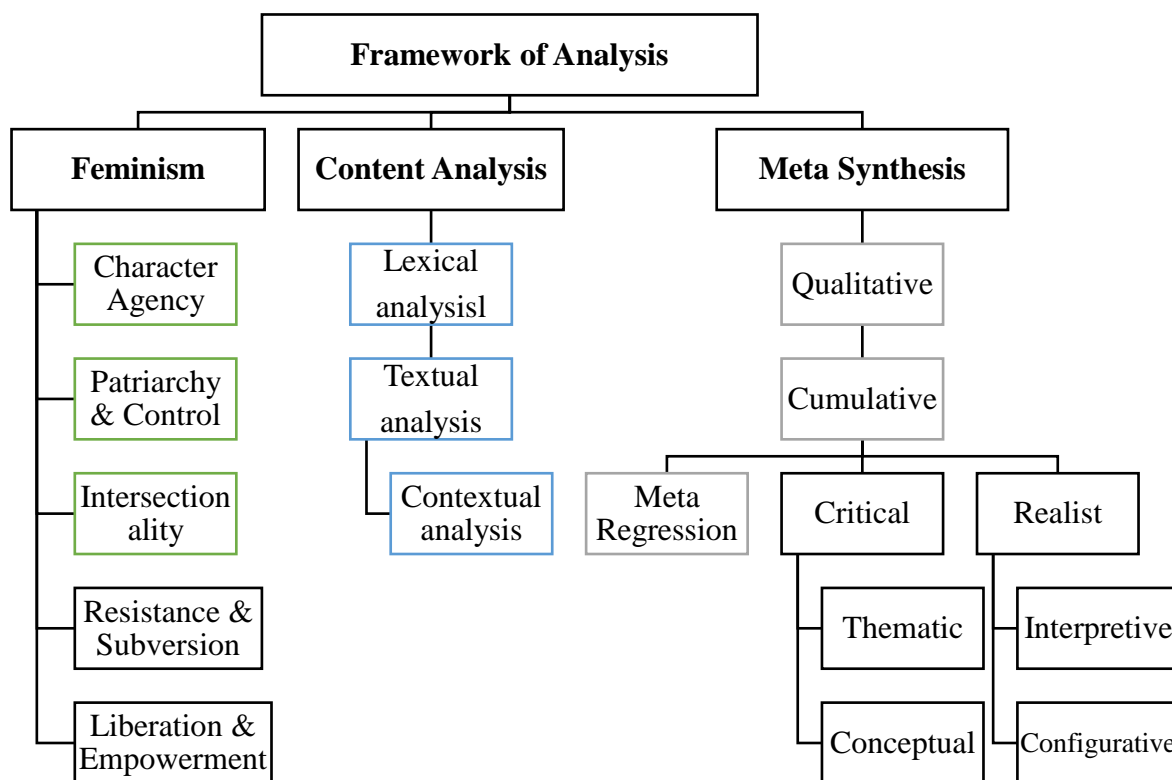 Framework of Analysis
Feminism
Content Analysis
Meta Synthesis
Character
Agency
Lexical
analysisl
Qualitative
Patriarchy
& Control
Textual
analysis
Cumulative
Intersection
ality
Contextual
analysis
Meta
Regression
Critical
Realist
Resistance &
Subversion
Thematic
Interpretive
Liberation &
Empowerment
Conceptual
Configurative